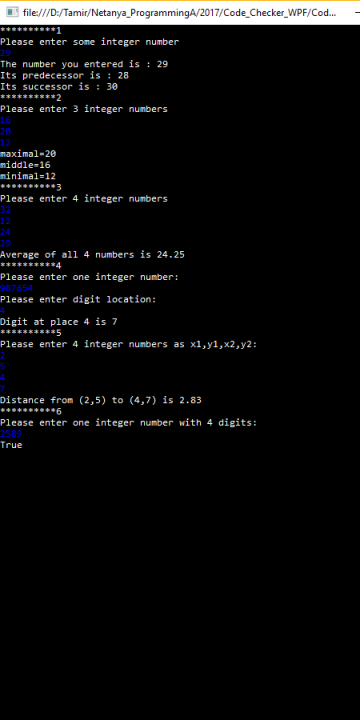 file:///D:/Tamir/Netanya_ProgrammingA/2017/Code_Checker_WPF/Cod...
**********1
Please enter some integer number
29
The number you entered is : 29
Its predecessor is : 28
Its successor is : 30
**********2
Please enter 3 integer numbers
16
20
12
maximal=20
middle=16
minimal=12
**********3
Please enter 4 integer numbers
24
Average of all 4 numbers is 24.25
**********4
Please enter one integer number:
987654
Please enter digit location:
4
Digit at place 4 is 7
**********5
Please enter 4 integer numbers as x1,y1,x2,y2:
2
5
4
7
Distance from (2,5) to (4,7) is 2.83
**********6
Please enter one integer number with 4 digits:
True